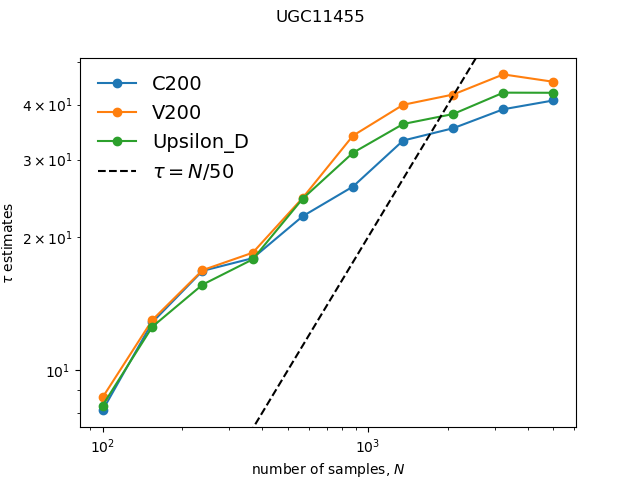 UGC11455
C200
V200
Upsilon_D
τ = N/50
4 × 10¹
3 × 10¹
2 × 10¹
10¹
τ estimates
10² 10³
number of samples, N